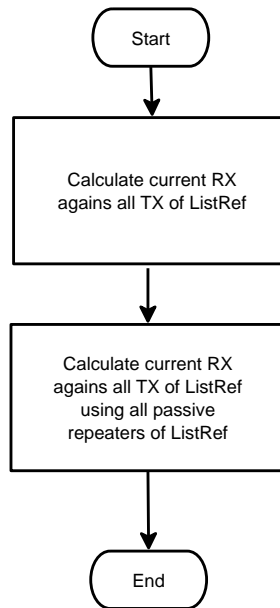 Start
Calculate current RX
agains all TX of ListRef
Calculate current RX
agains all TX of ListRef
using all passive
repeaters of ListRef
End